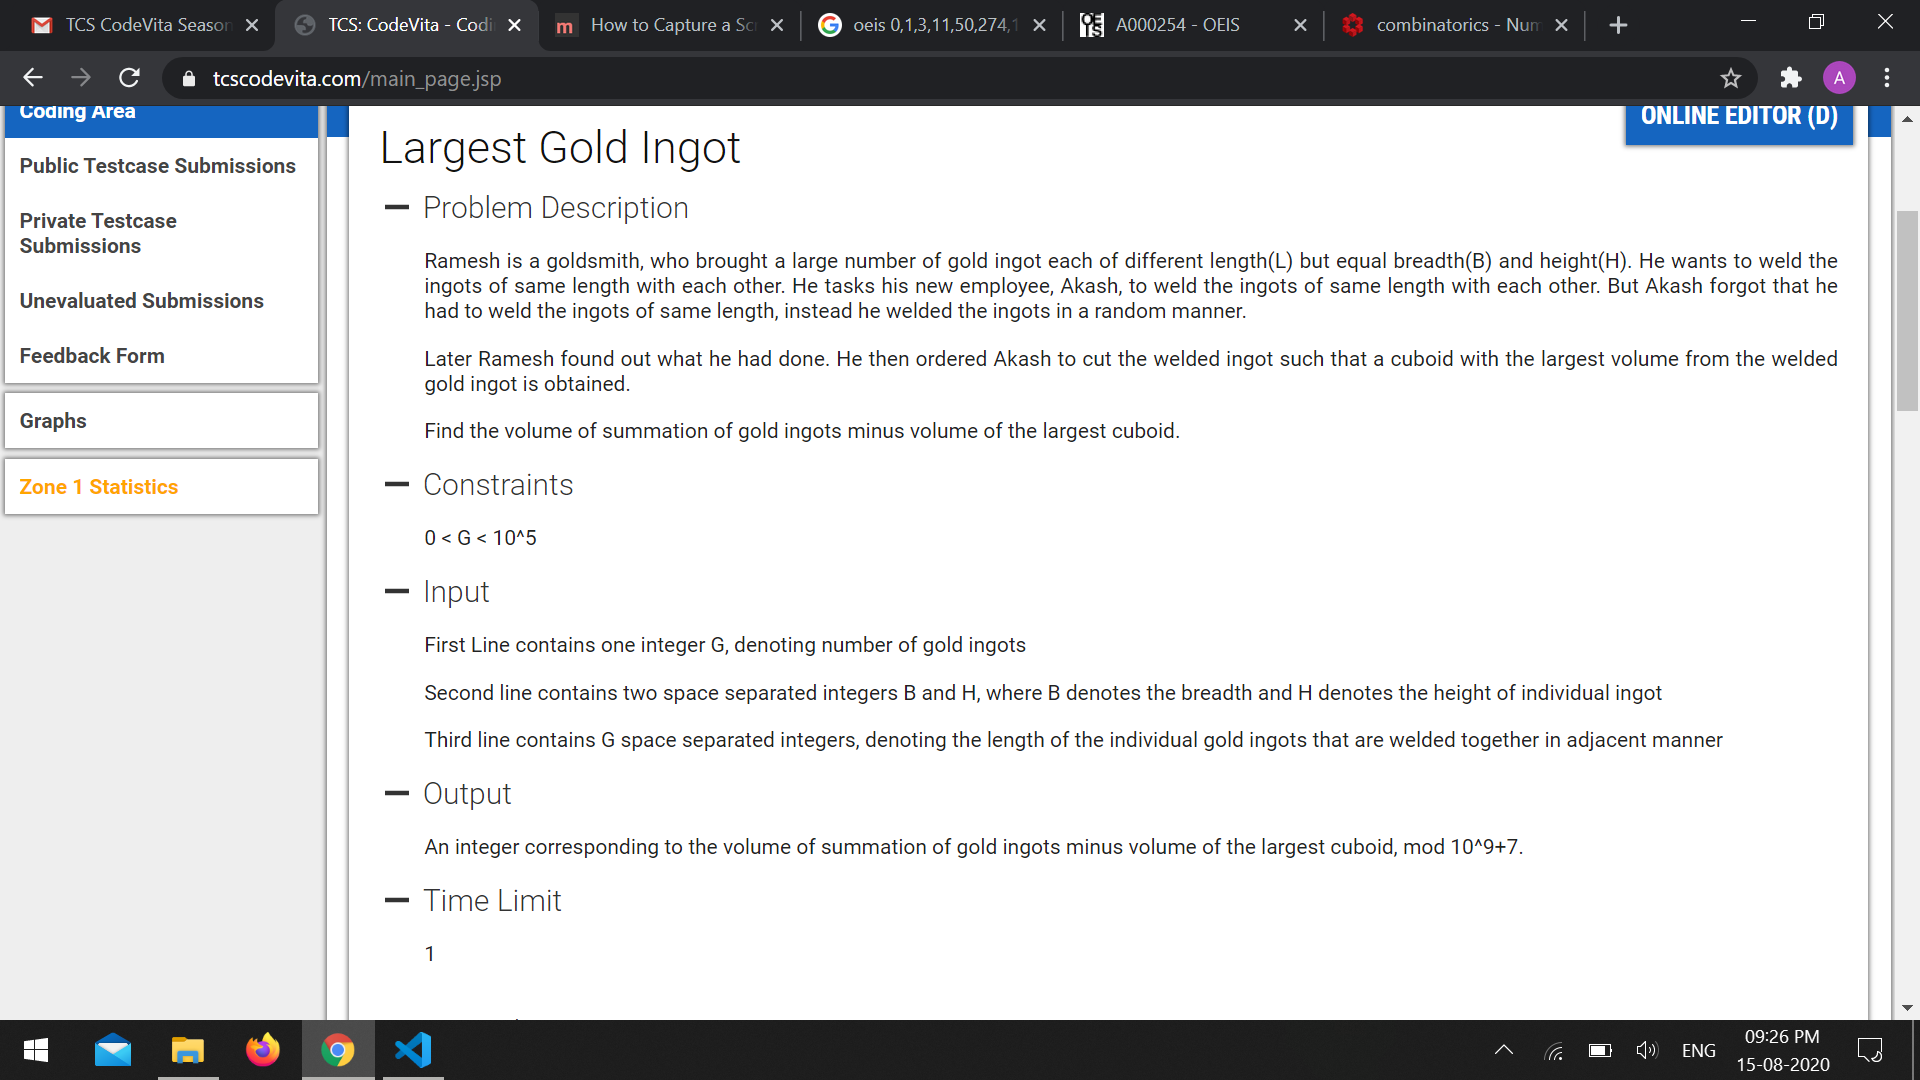 TCS CodeVita Season
TCS: CodeVita - Codi
m How to Capture a Sc
oeis 0,1,3,11,50,274,1
A000254 - OEIS
combinatorics - Num
tcscodevita.com/main_page.jsp
A
Coding Area
Public Testcase Submissions
Private Testcase
Submissions
Unevaluated Submissions
Feedback Form
Graphs
Zone 1 Statistics
ONLINE EDITOR (D)
Largest Gold Ingot
Problem Description
Ramesh is a goldsmith, who brought a large number of gold ingot each of different length(L) but equal breadth(B) and height(H). He wants to weld the
ingots of same length with each other. He tasks his new employee, Akash, to weld the ingots of same length with each other. But Akash forgot that he
had to weld the ingots of same length, instead he welded the ingots in a random manner.
Later Ramesh found out what he had done. He then ordered Akash to cut the welded ingot such that a cuboid with the largest volume from the welded
gold ingot is obtained.
Find the volume of summation of gold ingots minus volume of the largest cuboid.
Constraints
0 < G < 10^5
Input
First Line contains one integer G, denoting number of gold ingots
Second line contains two space separated integers B and H, where B denotes the breadth and H denotes the height of individual ingot
Third line contains G space separated integers, denoting the length of the individual gold ingots that are welded together in adjacent manner
Output
An integer corresponding to the volume of summation of gold ingots minus volume of the largest cuboid, mod 10^9+7.
Time Limit
1
ENG
09:26 PM
15-08-2020